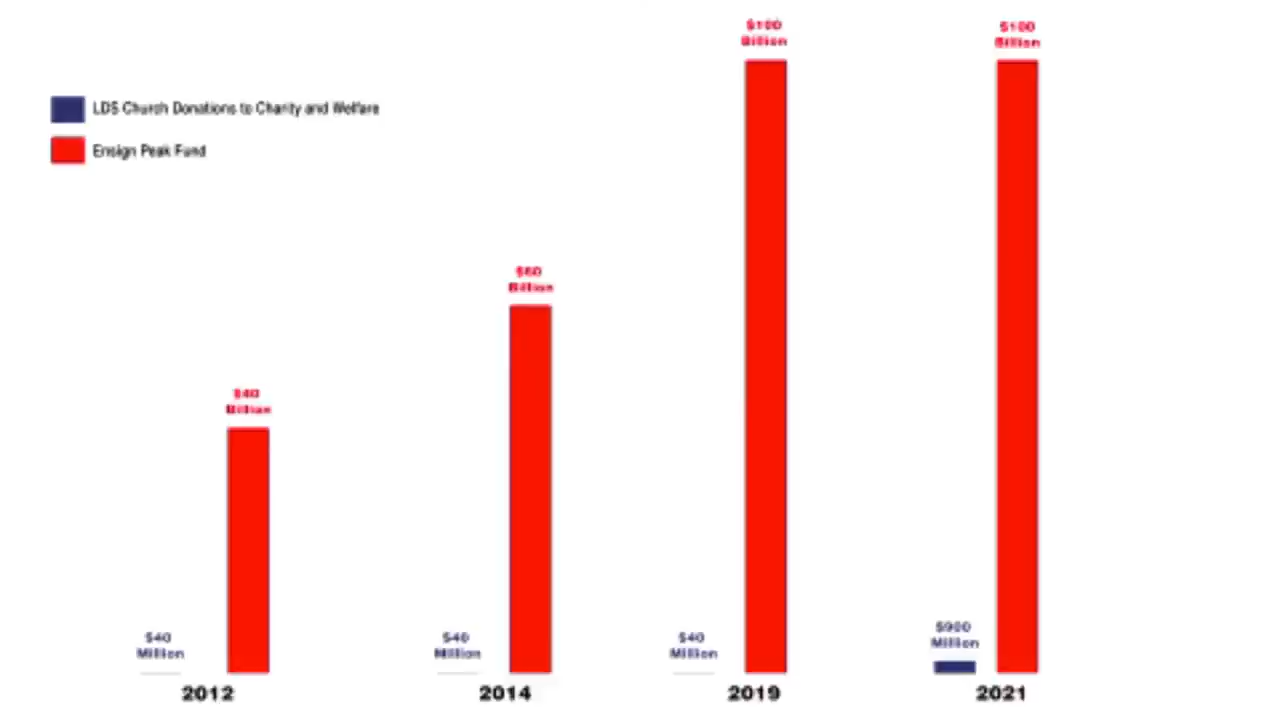 $100
Billion
$100
Billion
LDS Church Donations to Charity and Welfare
Ensign Peak Fund
$60
Billion
$40
Billion
$40
Million
$40
Million
$40
Million
$900
Million
2012
2014
2019
2021